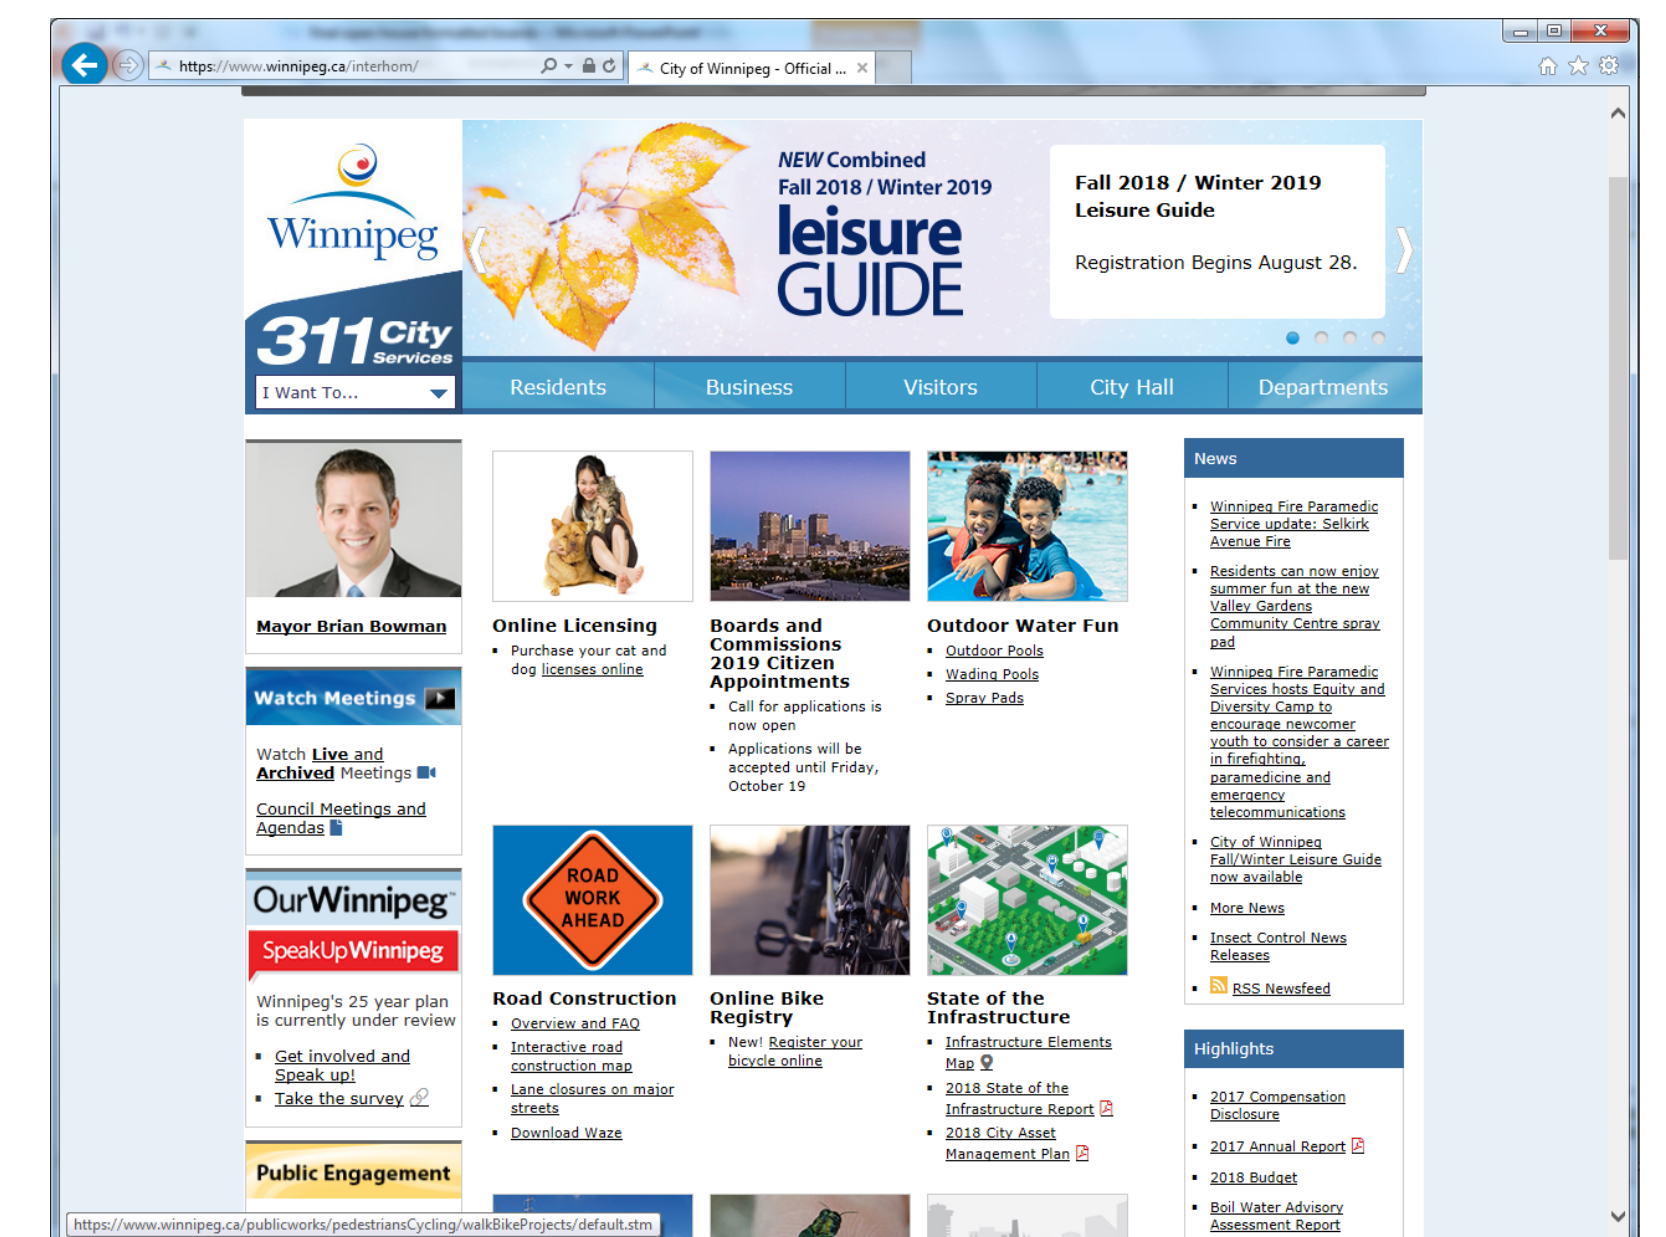 https://www.winnipeg.ca/interhom/
City of Winnipeg - Official ...
Winnipeg
311 City
Services
I Want To...
NEW Combined
Fall 2018 / Winter 2019
leisure
GUIDE
Fall 2018 / Winter 2019
Leisure Guide
Registration Begins August 28.
Residents
Business
Visitors
City Hall
Departments
Mayor Brian Bowman
Watch Meetings
Watch Live and
Archived Meetings
Council Meetings and
Agendas
OurWinnipeg
SpeakUpWinnipeg
Winnipeg's 25 year plan
is currently under review
Get involved and
Speak up!
Take the survey
Public Engagement
Online Licensing
Purchase your cat and
dog licenses online
Boards and
Commissions
2019 Citizen
Appointments
Call for applications is
now open
Applications will be
accepted until Friday,
October 19
Outdoor Water Fun
Outdoor Pools
Wading Pools
Spray Pads
ROAD
WORK
AHEAD
Road Construction
Overview and FAQ
Interactive road
construction map
Lane closures on major
streets
Download Waze
Online Bike
Registry
New! Register your
bicycle online
State of the
Infrastructure
Infrastructure Elements
Map
2018 State of the
Infrastructure Report
2018 City Asset
Management Plan
News
Winnipeg Fire Paramedic
Service update: Selkirk
Avenue Fire
Residents can now enjoy
summer fun at the new
Valley Gardens
Community Centre spray
pad
Winnipeg Fire Paramedic
Services hosts Equity and
Diversity Camp to
encourage newcomer
youth to consider a career
in firefighting,
paramedicine and
emergency
telecommunications
City of Winnipeg
Fall/Winter Leisure Guide
now available
More News
Insect Control News
Releases
RSS Newsfeed
Highlights
2017 Compensation
Disclosure
2017 Annual Report
2018 Budget
Boil Water Advisory
Assessment Report
https://www.winnipeg.ca/publicworks/pedestriansCycling/walkBikeProjects/default.stm